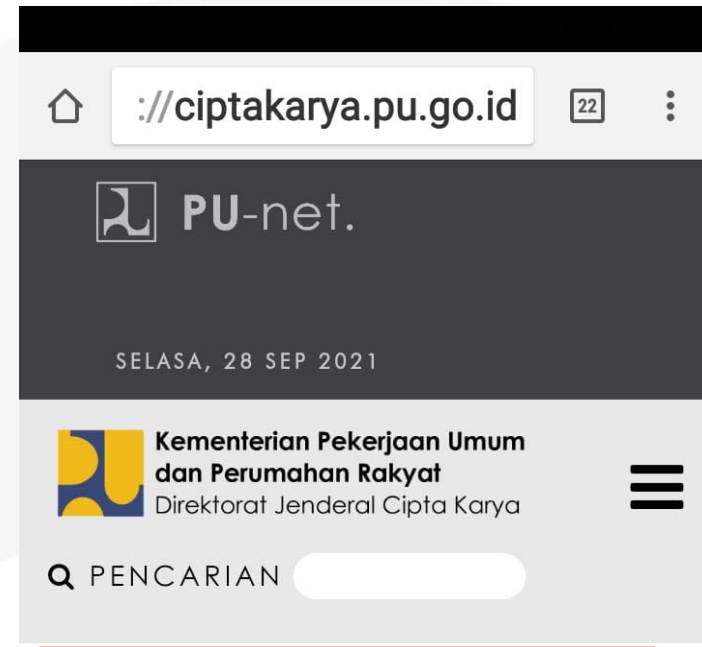 ://ciptakarya.pu.go.id
22
PU-net.
SELASA, 28 SEP 2021
Kementerian Pekerjaan Umum
dan Perumahan Rakyat
Direktorat Jenderal Cipta Karya
PENCARIAN